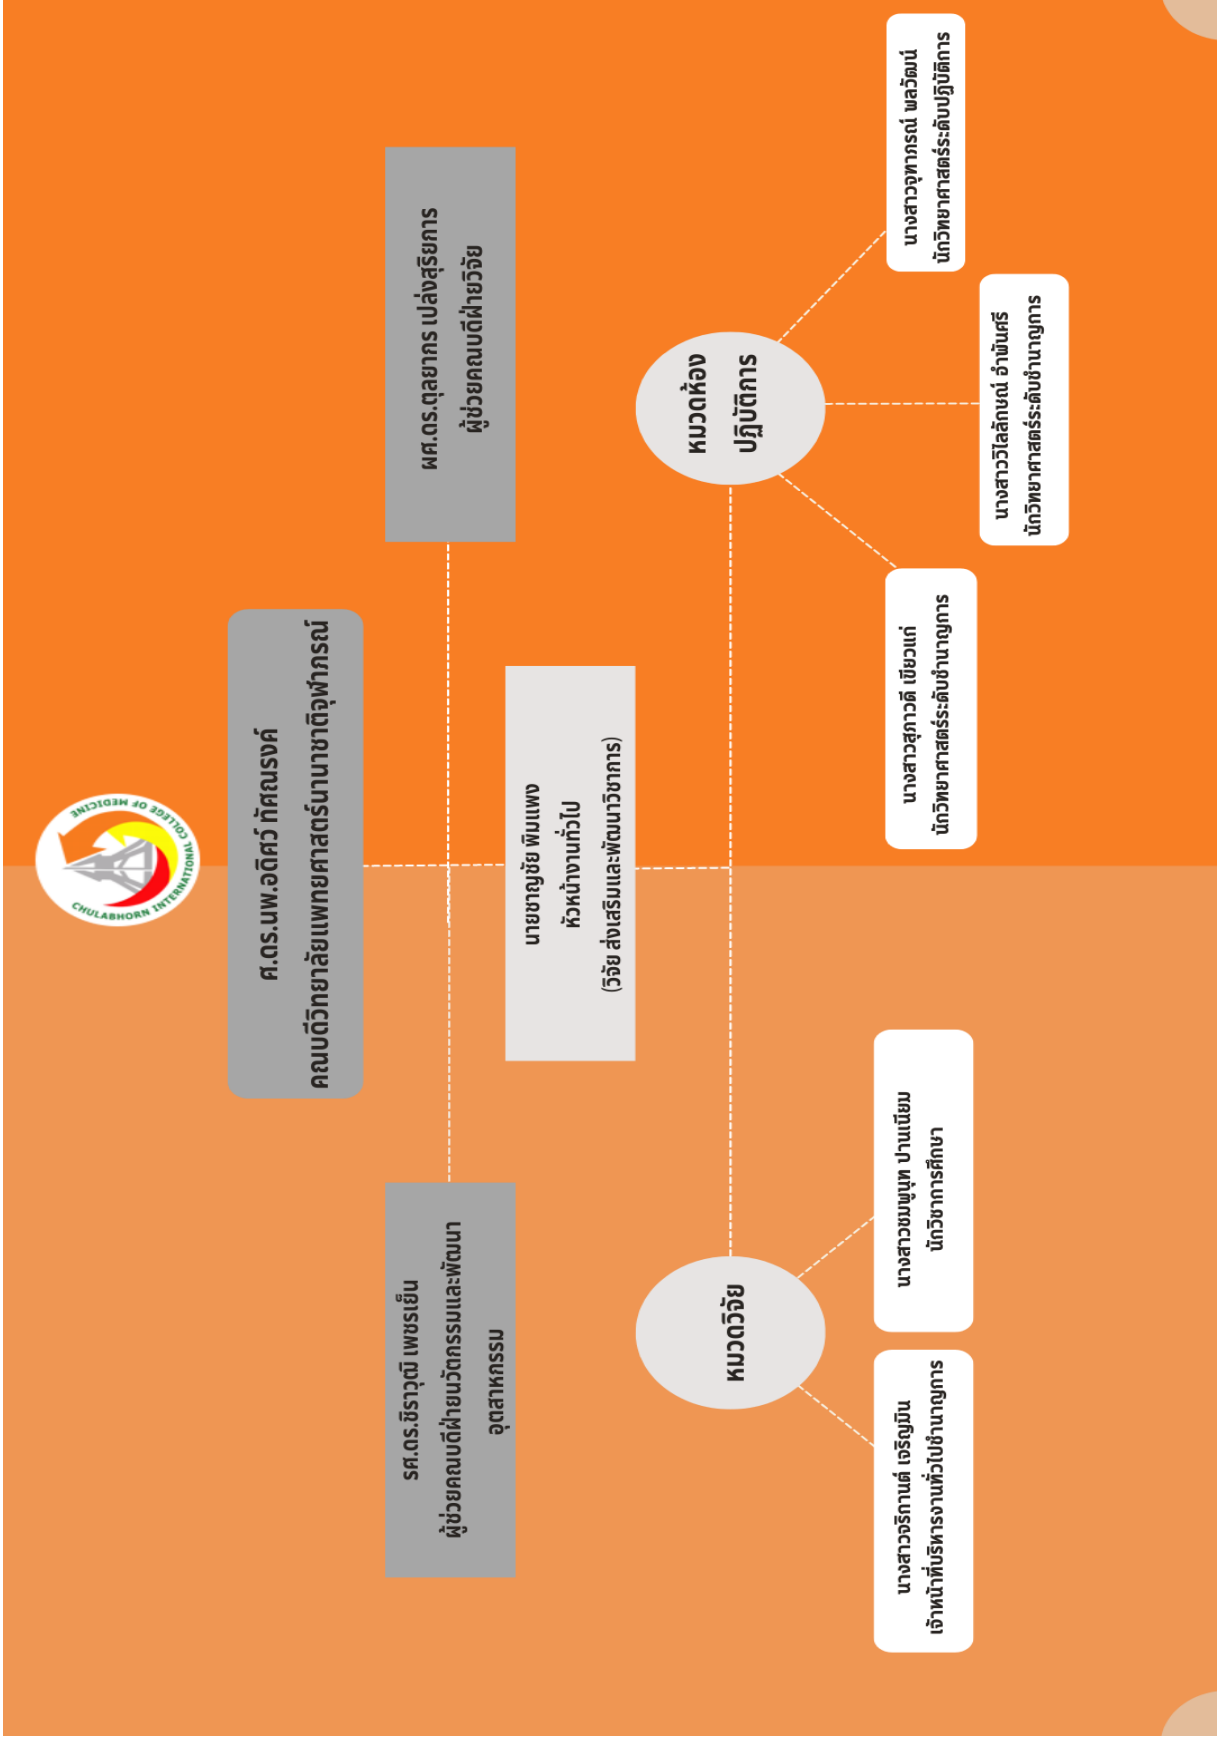 CHULABHORN INTERNATIONAL COLLEGE OF MEDICINE
ศ.ดร.นพ.อดิศว์ ทัศณรงค์
คณบดีวิทยาลัยแพทยศาสตร์นานาชาติจุฬาภรณ์
รศ.ดร.ชิราวุฒิ เพชรเย็น
ผู้ช่วยคณบดีฝ่ายนวัตกรรมและพัฒนา
อุตสาหกรรม
ผศ.ดร.ตุลยากร เปล่งสุริยการ
ผู้ช่วยคณบดีฝ่ายวิจัย
นายชาญชัย พิมแพง
หัวหน้างานทั่วไป
(วิจัย ส่งเสริมและพัฒนาวิชาการ)
หมวดวิจัย
หมวดห้อง
ปฏิบัติการ
นางสาวจริกานต์ เจริญมิน
เจ้าหน้าที่บริหารงานทั่วไปชำนาญการ
นางสาวชมพูนุท ปานเนียม
นักวิชาการศึกษา
นางสาวสุภาวดี เขียวแก่
นักวิทยาศาสตร์ระดับชำนาญการ
นางสาววิไลลักษณ์ อำพันศรี
นักวิทยาศาสตร์ระดับชำนาญการ
นางสาวจุฑาภรณ์ พลวัฒน์
นักวิทยาศาสตร์ระดับปฏิบัติการ